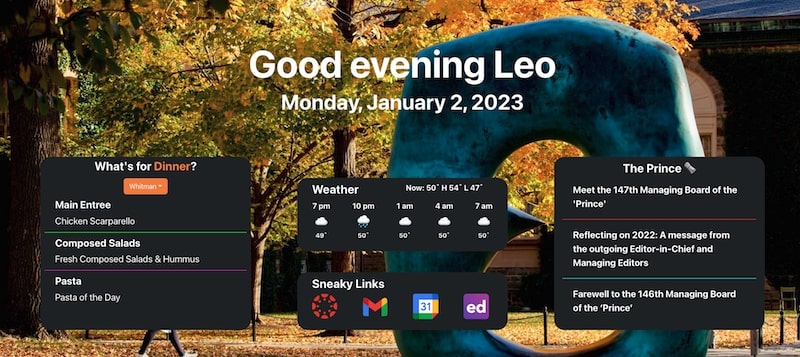 Good evening Leo
Monday, January 2, 2023
What's for Dinner?
Whitman
Main Entree
Chicken Scarparello
Composed Salads
Fresh Composed Salads & Hummus
Pasta
Pasta of the Day
Weather
Now: 50° H 54° L 47°
7 pm 10 pm 1 am 4 am 7 am
49° 50° 50° 50° 50°
Sneaky Links
31
ed
The Prince
Meet the 147th Managing Board of the
'Prince'
Reflecting on 2022: A message from
the outgoing Editor-in-Chief and
Managing Editors
Farewell to the 146th Managing Board
of the ‘Prince’